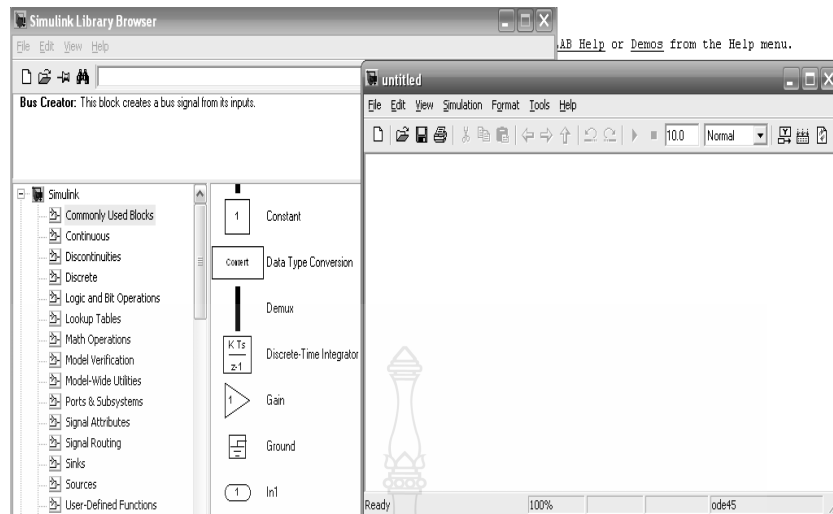 Simulink Library Browser
File Edit View Help
AB Help or Demos from the Help menu.
Bus Creator: This block creates a bus signal from its inputs.
Simulink
Commonly Used Blocks
Continuous
Discontinuities
Discrete
Logic and Bit Operations
Lookup Tables
Math Operations
Model Verification
Model-Wide Utilities
Ports & Subsystems
Signal Attributes
Signal Routing
Sinks
Sources
User-Defined Functions
1 Constant
Convert Data Type Conversion
Demux
K Ts
z-1
Discrete-Time Integrator
1 Gain
Ground
1 In1
untitled
File Edit View Simulation Format Tools Help
10.0 Normal
Ready 100% ode45